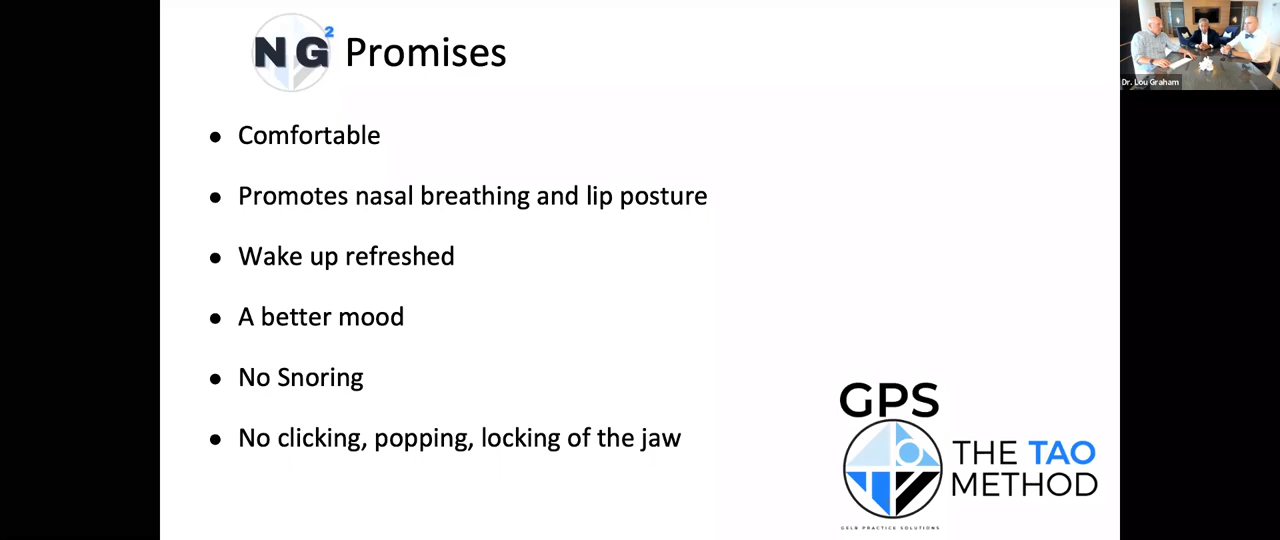 NG² Promises
Dr. Lou Graham
● Comfortable
● Promotes nasal breathing and lip posture
● Wake up refreshed
● A better mood
● No Snoring
● No clicking, popping, locking of the jaw
GPS
THE TAO
METHOD
GELB PRACTICE SOLUTIONS